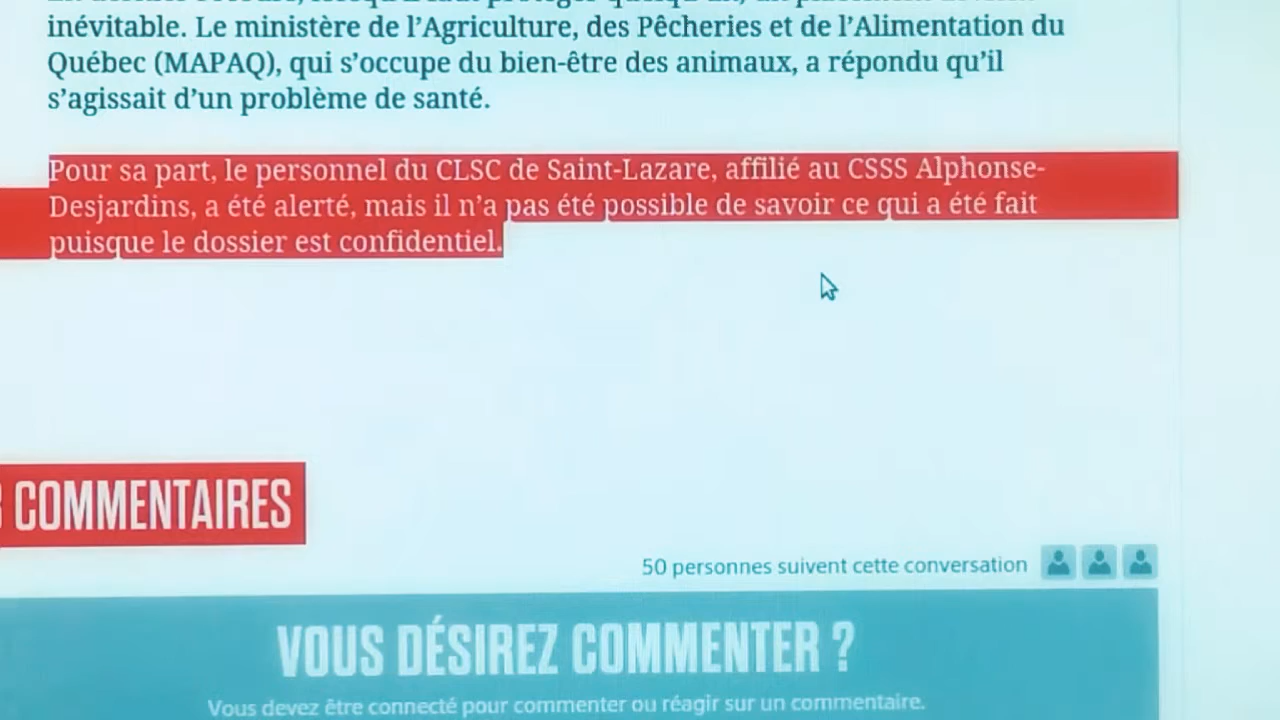 inévitable. Le ministère de l’Agriculture, des Pêcheries et de l’Alimentation du
Québec (MAPAQ), qui s’occupe du bien-être des animaux, a répondu qu’il
s’agissait d’un problème de santé.
Pour sa part, le personnel du CLSC de Saint-Lazare, affilié au CSSS Alphonse-
Desjardins, a été alerté, mais il n’a pas été possible de savoir ce qui a été fait
puisque le dossier est confidentiel.
COMMENTAIRES
50 personnes suivent cette conversation
VOUS DÉSIREZ COMMENTER ?
Vous devez être connecté pour commenter ou réagir sur un commentaire.